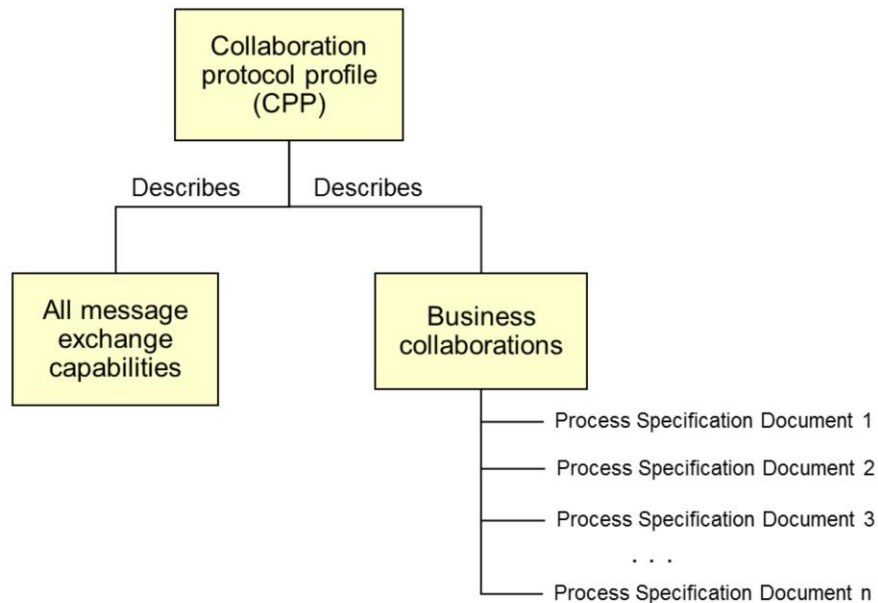 Collaboration
protocol profile
(CPP)
Describes
Describes
All message
exchange
capabilities
Business
collaborations
Process Specification Document 1
Process Specification Document 2
Process Specification Document 3
. . .
Process Specification Document n